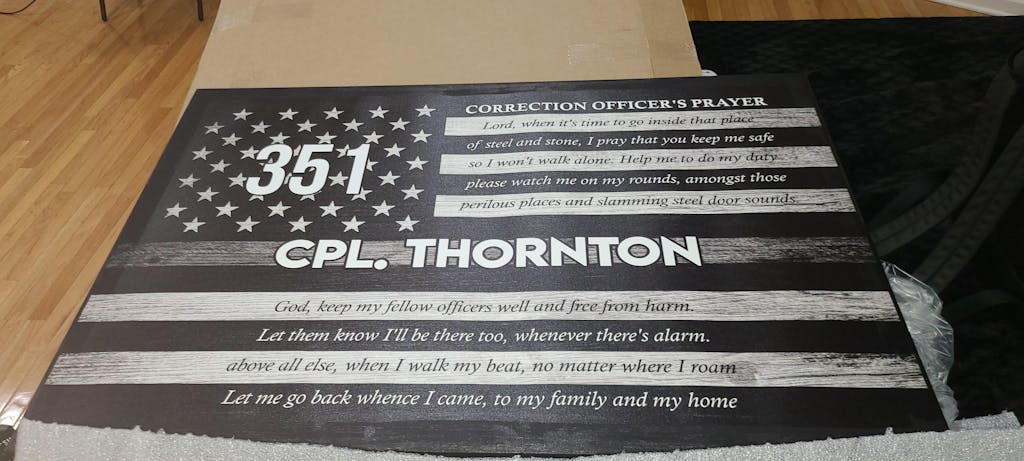 CORRECTION OFFICER'S PRAYER
Lord, when it's time to go inside that place
of steel and stone, I pray that you keep me safe
so I won't walk alone. Help me to do my duty
please watch me on my rounds, amongst those
perilous places and slamming steel door sounds.
351
CPL. THORNTON
God, keep my fellow officers well and free from harm.
Let them know I'll be there too, whenever there's alarm.
above all else, when I walk my beat, no matter where I roam
Let me go back whence I came, to my family and my home